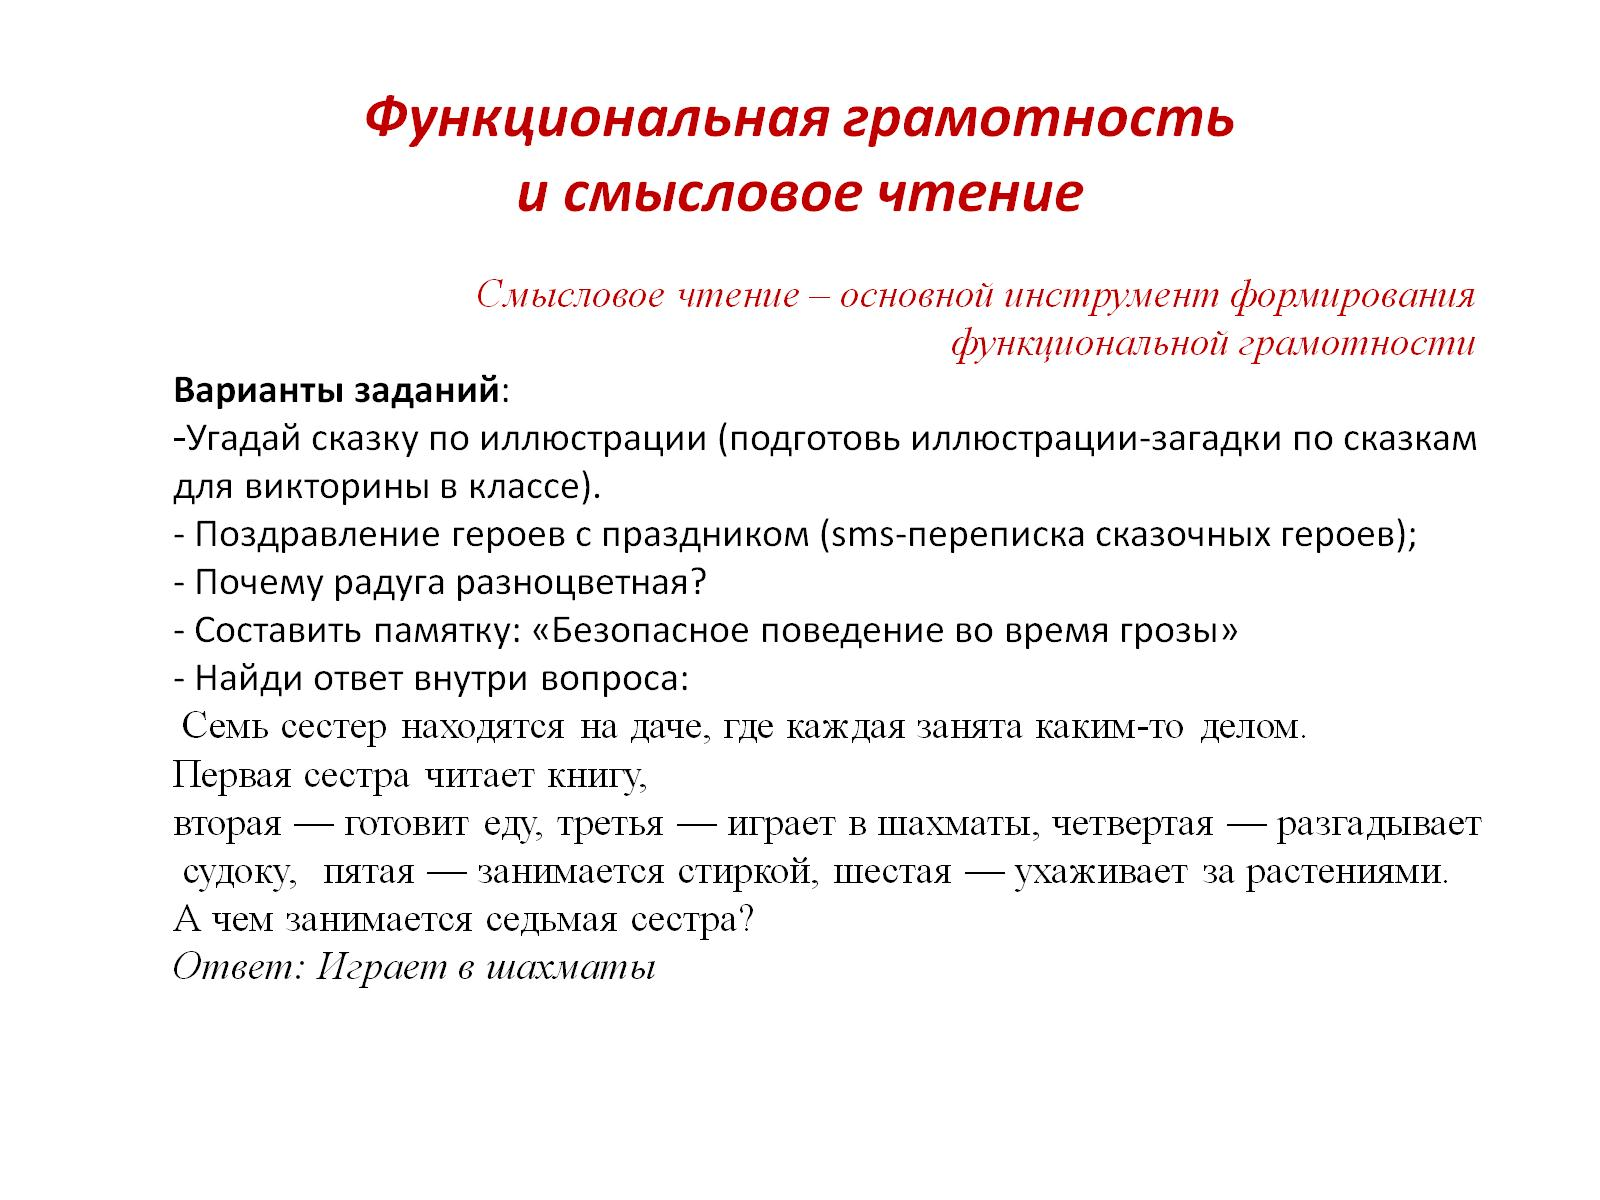 Функциональная грамотность
и смысловое чтение
Смысловое чтение – основной инструмент формирования
функциональной грамотности
Варианты заданий:
-Угадай сказку по иллюстрации (подготовь иллюстрации-загадки по сказкам
для викторины в классе).
- Поздравление героев с праздником (sms-переписка сказочных героев);
- Почему радуга разноцветная?
- Составить памятку: «Безопасное поведение во время грозы»
- Найди ответ внутри вопроса:
Семь сестер находятся на даче, где каждая занята каким-то делом.
Первая сестра читает книгу,
вторая — готовит еду, третья — играет в шахматы, четвертая — разгадывает
судоку, пятая — занимается стиркой, шестая — ухаживает за растениями.
А чем занимается седьмая сестра?
Ответ: Играет в шахматы